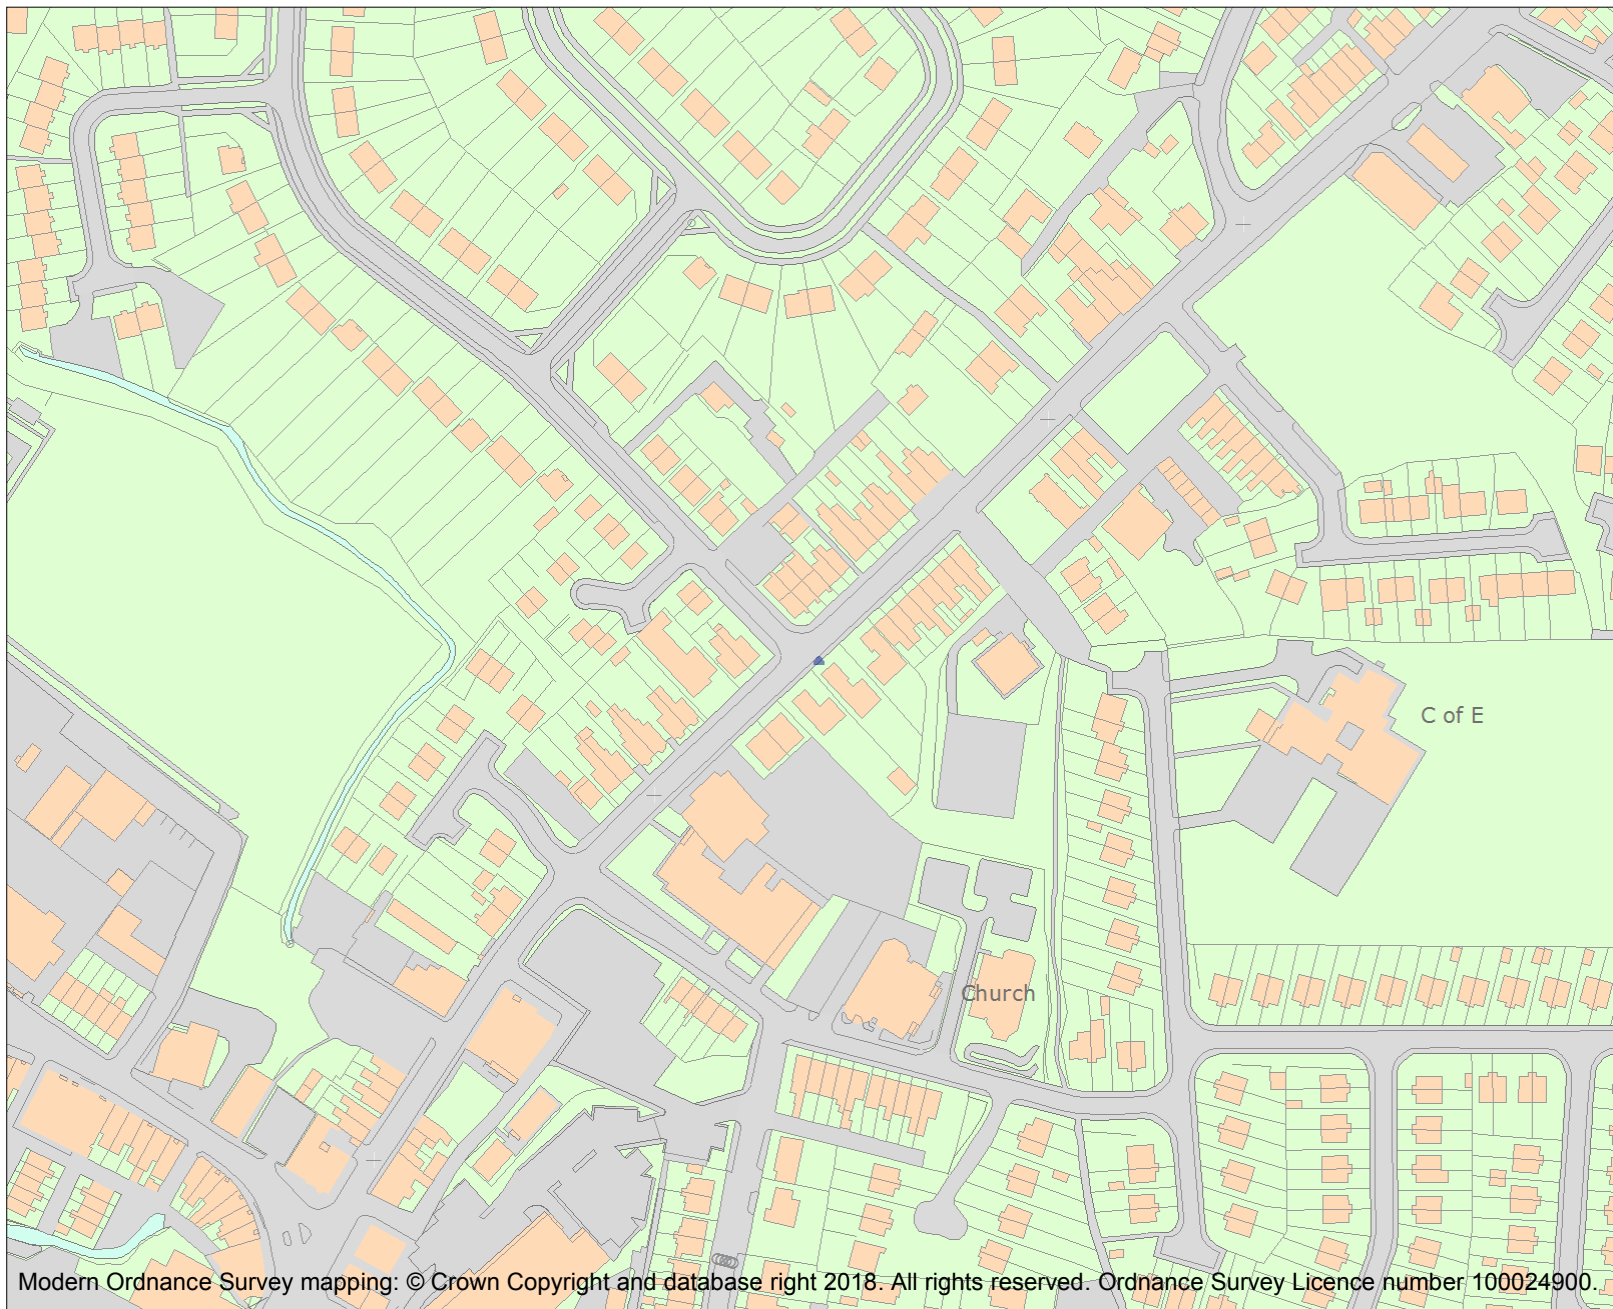 C of E
Church
Modern Ordnance Survey mapping: © Crown Copyright and database right 2018. All rights reserved. Ordnance Survey Licence number 100024900.